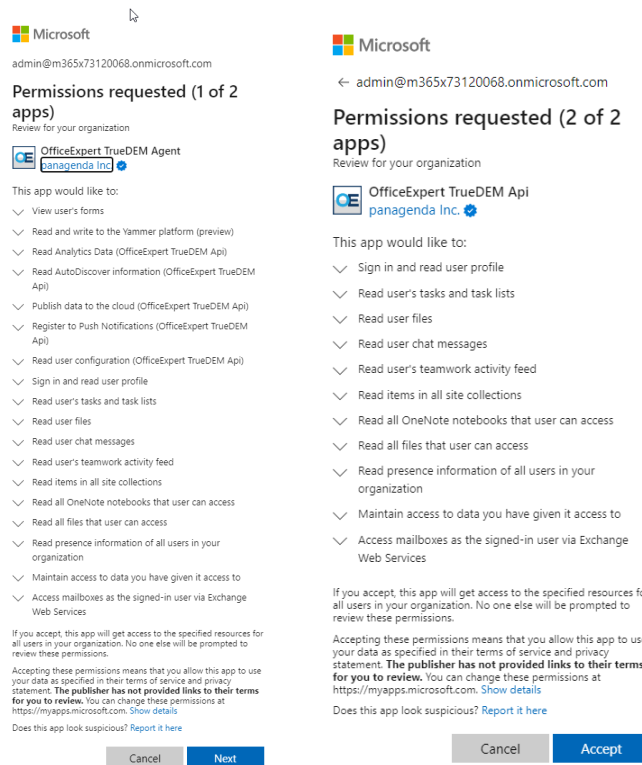 Microsoft
admin@m365x73120068.onmicrosoft.com
Permissions requested (1 of 2
apps)
Review for your organization
OE
OfficeExpert TrueDEM Agent
panagenda Inc.
This app would like to:
View user's forms
Read and write to the Yammer platform (preview)
Read Analytics Data (OfficeExpert TrueDEM Api)
Read AutoDiscover information (OfficeExpert TrueDEM
Api)
Publish data to the cloud (OfficeExpert TrueDEM Api)
Register to Push Notifications (OfficeExpert TrueDEM
Api)
Read user configuration (OfficeExpert TrueDEM Api)
Sign in and read user profile
Read user's tasks and task lists
Read user files
Read user chat messages
Read user's teamwork activity feed
Read items in all site collections
Read all OneNote notebooks that user can access
Read all files that user can access
Read presence information of all users in your
organization
Maintain access to data you have given it access to
Access mailboxes as the signed-in user via Exchange
Web Services
If you accept, this app will get access to the specified resources for
all users in your organization. No one else will be prompted to
review these permissions.
Accepting these permissions means that you allow this app to use
your data as specified in their terms of service and privacy
statement. The publisher has not provided links to their terms
for you to review. You can change these permissions at
https://myapps.microsoft.com. Show details
Does this app look suspicious? Report it here
Cancel
Next
Microsoft
← admin@m365x73120068.onmicrosoft.com
Permissions requested (2 of 2
apps)
Review for your organization
OE
OfficeExpert TrueDEM Api
panagenda Inc.
This app would like to:
Sign in and read user profile
Read user's tasks and task lists
Read user files
Read user chat messages
Read user's teamwork activity feed
Read items in all site collections
Read all OneNote notebooks that user can access
Read all files that user can access
Read presence information of all users in your
organization
Maintain access to data you have given it access to
Access mailboxes as the signed-in user via Exchange
Web Services
If you accept, this app will get access to the specified resources fo
all users in your organization. No one else will be prompted to
review these permissions.
Accepting these permissions means that you allow this app to us
your data as specified in their terms of service and privacy
statement. The publisher has not provided links to their terms
for you to review. You can change these permissions at
https://myapps.microsoft.com. Show details
Does this app look suspicious? Report it here
Cancel
Accept